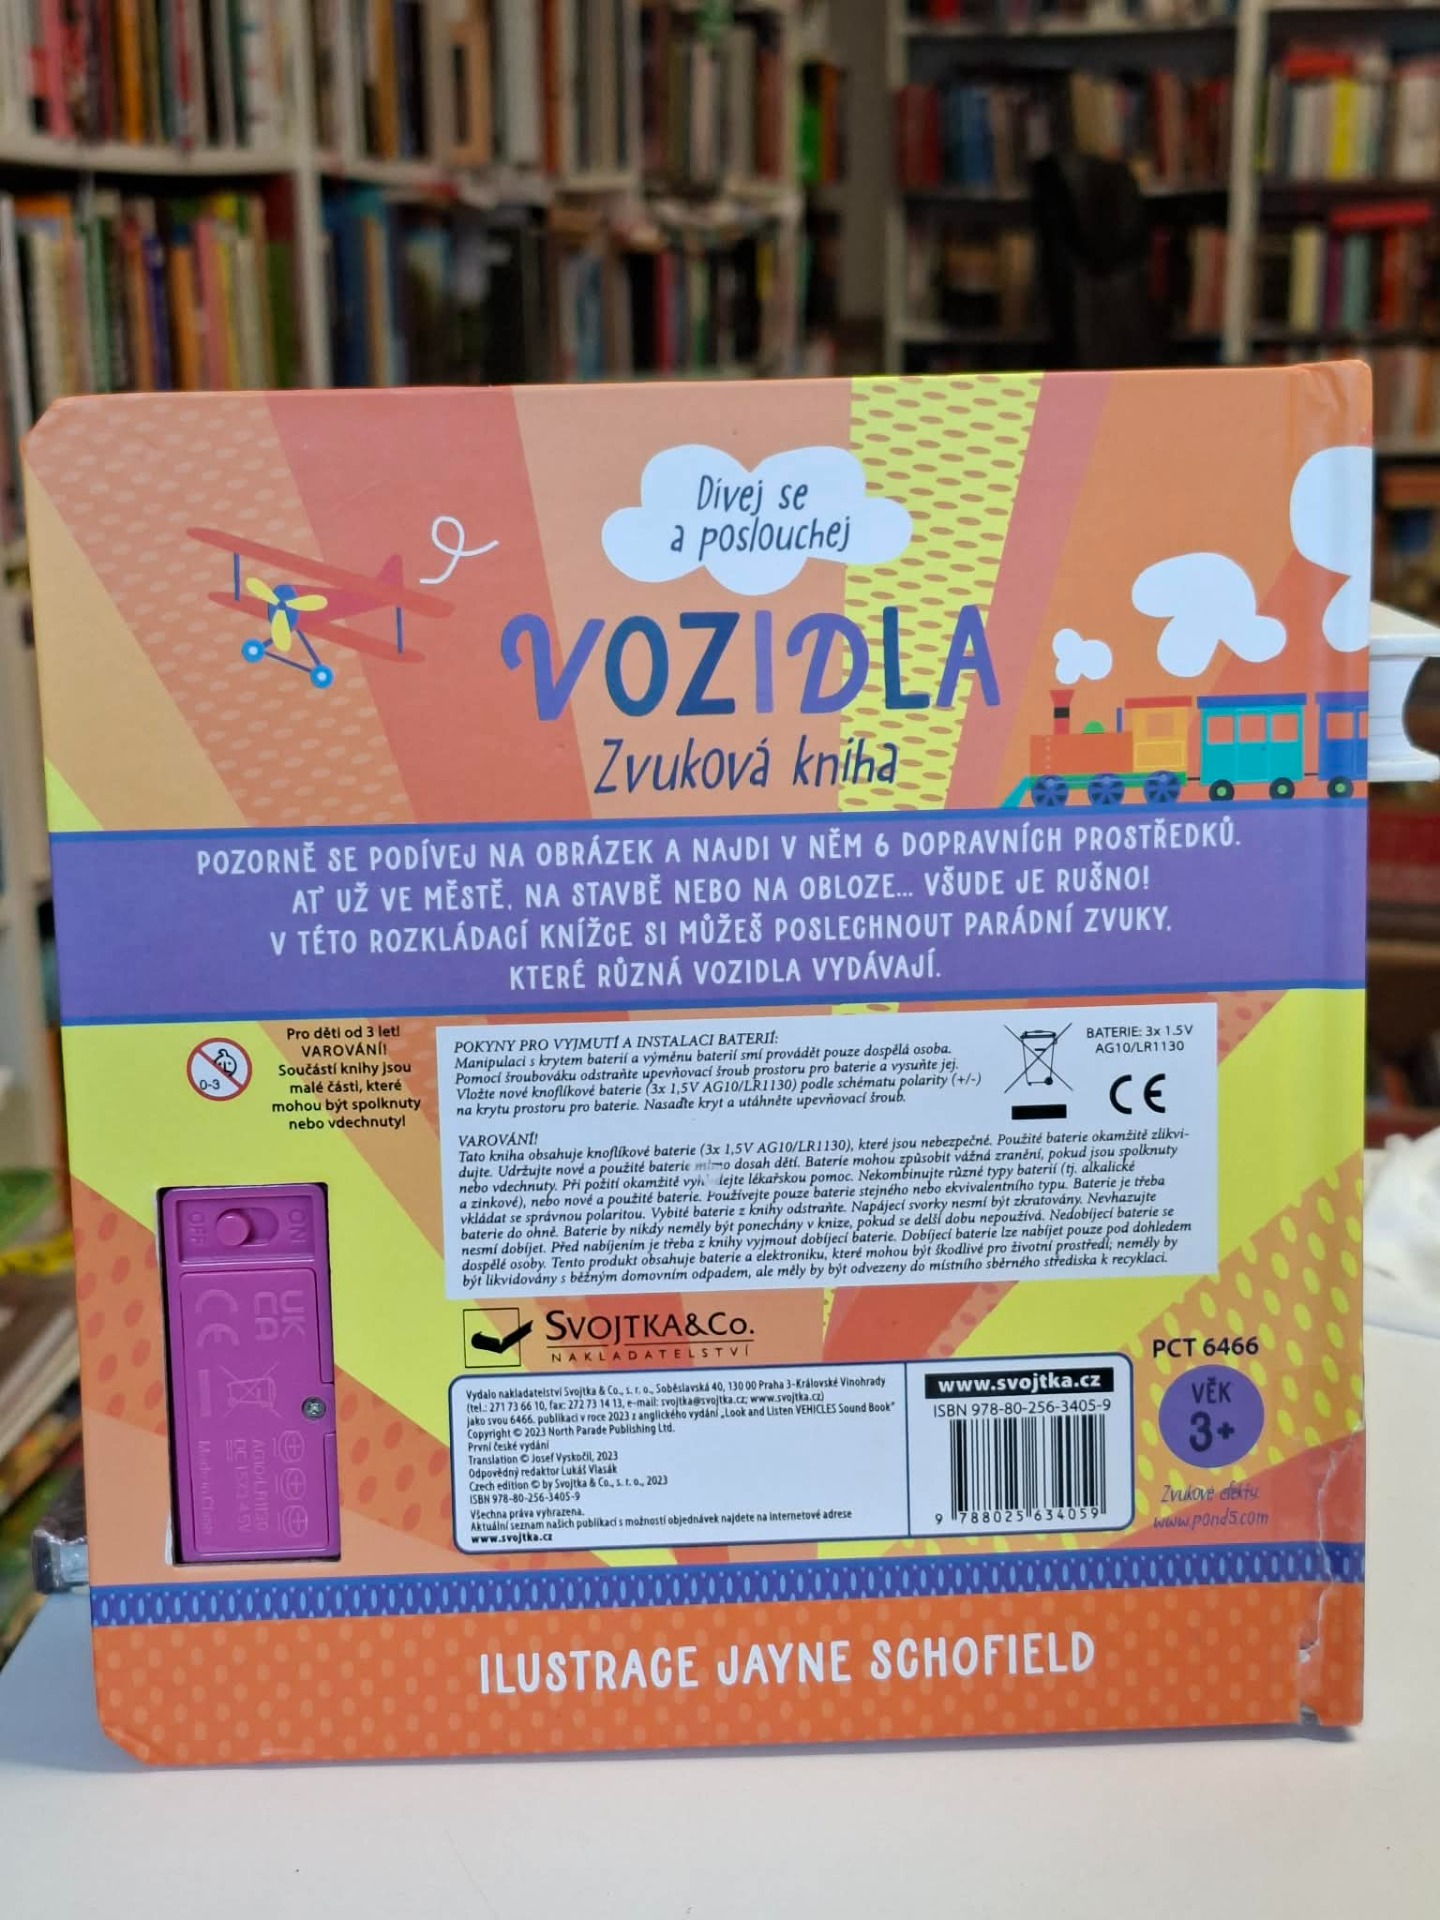 Dívej se
a poslouchej
VOZIDLA
Zvuková kniha
POZORNĚ SE PODÍVEJ NA OBRÁZEK A NAJDI V NĚM 6 DOPRAVNÍCH PROSTŘEDKŮ.
AŤ UŽ VE MĚSTĚ, NA STAVBĚ NEBO NA OBLOZE... VŠUDE JE RUŠNO!
V TÉTO ROZKLÁDACÍ KNÍŽCE SI MŮŽEŠ POSLECHNOUT PARÁDNÍ ZVUKY,
KTERÉ RŮZNÁ VOZIDLA VYDÁVAJÍ.
0-3
Pro děti od 3 let!
VAROVÁNÍ!
Součástí knihy jsou
malé části, které
mohou být spolknuty
nebo vdechnuty!
POKYNY PRO VYJMUTÍ A INSTALACI BATERIÍ:
Manipulaci s krytem baterií a výměnu baterií smí provádět pouze dospělá osoba.
Pomocí šroubováku odstraňte upevňovací šroub prostoru pro baterie a vysuňte jej.
Vložte nové knoflíkové baterie (3x 1,5V AG10/LR1130) podle schématu polarity (+/-)
na krytu prostoru pro baterie. Nasaďte kryt a utáhněte upevňovací šroub.
BATERIE: 3x 1.5V
AG10/LR1130
CE
VAROVÁNÍ!
Tato kniha obsahuje knoflíkové baterie (3x 1,5V AG10/LR1130), které jsou nebezpečné. Použité baterie okamžitě zlikvi-
dujte. Udržujte nové a použité baterie mimo dosah dětí. Baterie mohou způsobit vážná zranění, pokud jsou spolknuty
nebo vdechnuty. Při požití okamžitě lékařskou pomoc. Nekombinujte různé typy baterií (tj. alkalické
a zinkové), nebo nové a použité baterie. Používejte pouze baterie stejného nebo ekvivalentního typu. Baterie je třeba
vkládat se správnou polaritou. Vybité baterie z knihy odstraňte. Napájecí svorky nesmí být zkratovány. Nevhazujte
baterie do ohně. Baterie by nikdy neměly být ponechány v knize, pokud se delší dobu nepoužívá. Nedobíjecí baterie se
nesmí dobíjet. Před nabíjením je třeba z knihy vyjmout dobíjecí baterie. Dobíjecí baterie lze nabíjet pouze pod dohledem
dospělé osoby. Tento produkt obsahuje baterie a elektroniku, které mohou být škodlivé pro životní prostředí; neměly by
být likvidovány s běžným domovním odpadem, ale měly by být odvezeny do místního sběrného střediska k recyklaci.
ON
OFF
UK
CA
CE
AG10/LR1130
DC 1.5VX3=4.5V
Made in China
SVOJTKA&CO.
NAKLADATELSTVÍ
Vydalo nakladatelství Svojtka & Co., s. r. o., Soběslavská 40, 130 00 Praha 3-Královské Vinohrady
(tel.: 271 73 66 10, fax: 272 73 14 13, e-mail: svojtka@svojtka.cz; www.svojtka.cz)
jako svou 6466. publikaci v roce 2023 z anglického vydání „Look and Listen VEHICLES Sound Book“
Copyright © 2023 North Parade Publishing Ltd.
První české vydání
Translation © Josef Vyskočil, 2023
Odpovědný redaktor Lukáš Vlasák
Czech edition © by Svojtka & Co., s. r. o., 2023
ISBN 978-80-256-3405-9
Všechna práva vyhrazena.
Aktuální seznam našich publikací s možností objednávek najdete na internetové adrese
www.svojtka.cz
www.svojtka.cz
ISBN 978-80-256-3405-9
9 788025 634059
PCT 6466
VĚK
3+
Zvukové efekty:
www.pond5.com
ILUSTRACE JAYNE SCHOFIELD